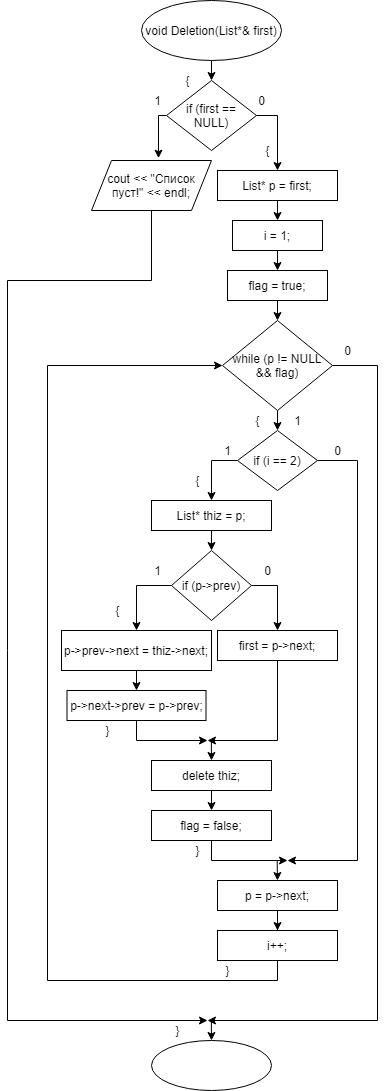 void Deletion(List*& first)
{
1
if (first ==
NULL)
0
{
cout << "Список
пуст!" << endl;
List* p = first;
i = 1;
flag = true;
while (p != NULL
&& flag)
0
{
1
if (i == 2)
1
0
{
List* thiz = p;
if (p->prev)
1
0
{
p->prev->next = thiz->next;
first = p->next;
p->next->prev = p->prev;
}
delete thiz;
flag = false;
}
p = p->next;
i++;
}
}